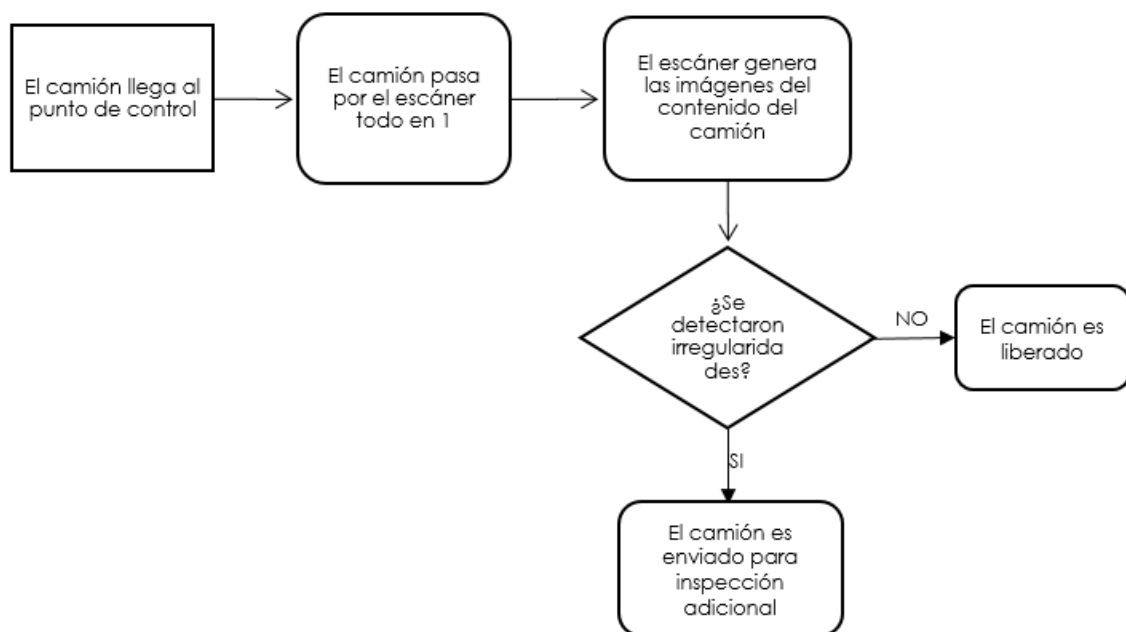 El camión llega al
punto de control
El camión pasa
por el escáner
todo en 1
El escáner genera
las imágenes del
contenido del
camión
¿Se
detectaron
irregularida
des?
NO
El camión es
liberado
SI
El camión es
enviado para
inspección
adicional